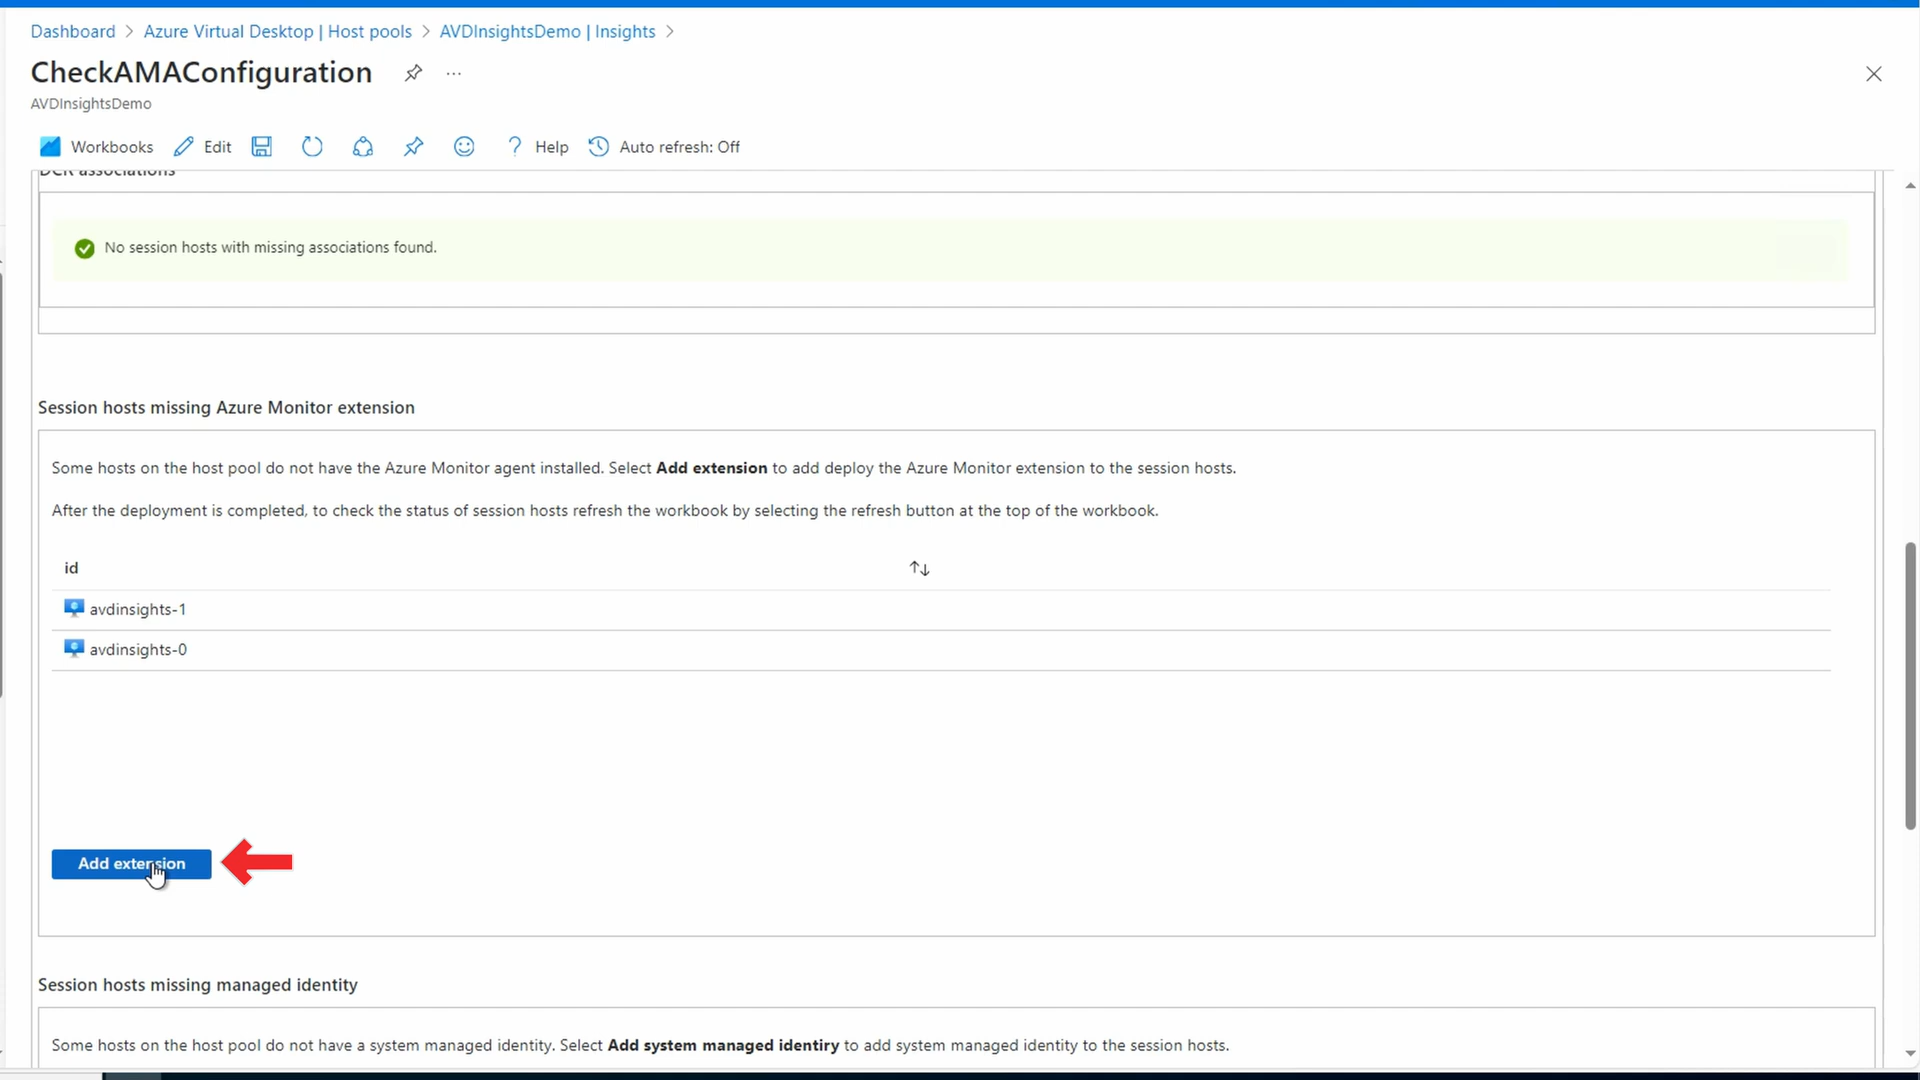 Dashboard > Azure Virtual Desktop | Host pools > AVDInsightsDemo | Insights >
CheckAMAConfiguration
AVDInsightsDemo
Workbooks Edit Help Auto refresh: Off
DCR associations
No session hosts with missing associations found.
Session hosts missing Azure Monitor extension
Some hosts on the host pool do not have the Azure Monitor agent installed. Select Add extension to add deploy the Azure Monitor extension to the session hosts.
After the deployment is completed, to check the status of session hosts refresh the workbook by selecting the refresh button at the top of the workbook.
id
avdinsights-1
avdinsights-0
Add extension
Session hosts missing managed identity
Some hosts on the host pool do not have a system managed identity. Select Add system managed identiry to add system managed identity to the session hosts.